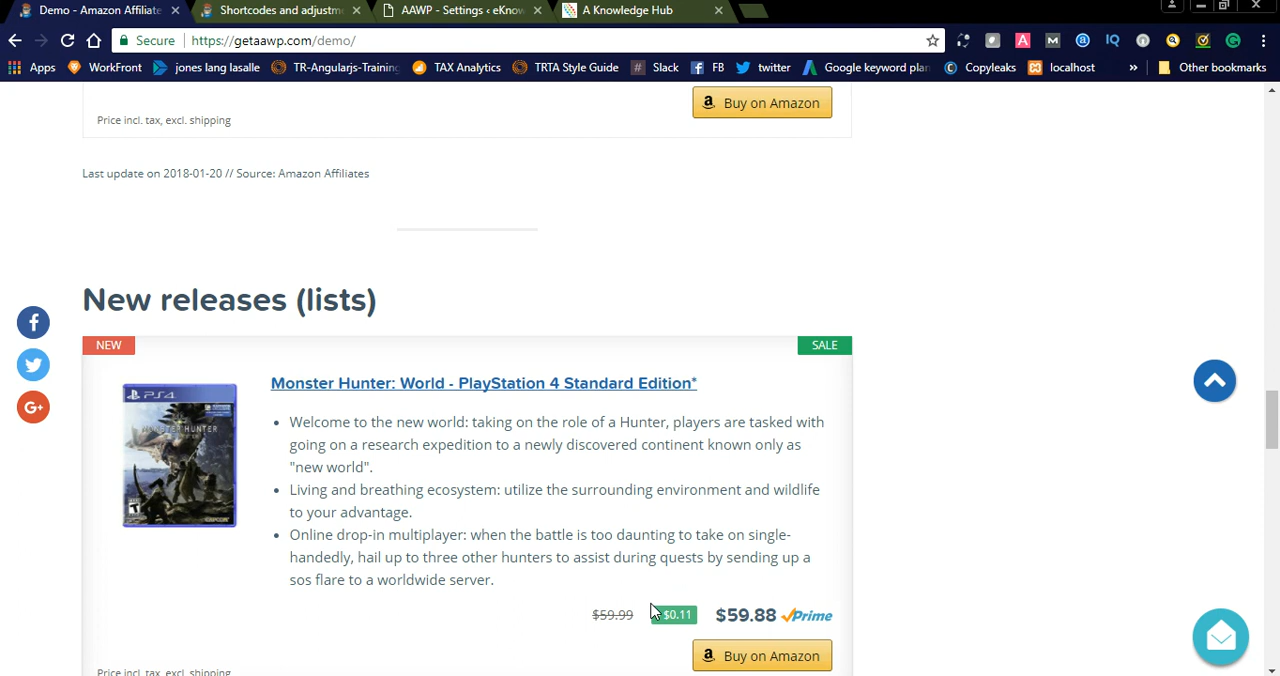 Demo - Amazon Affiliate
Shortcodes and adjustme
AAWP - Settings ‹ eKnow
A Knowledge Hub
Secure
https://getaawp.com/demo/
Apps
WorkFront
jones lang lasalle
TR-Angularjs-Training
TAX Analytics
TRTA Style Guide
Slack
FB
twitter
Google keyword plan
Copyleaks
localhost
»
Other bookmarks
Buy on Amazon
Price incl. tax, excl. shipping
Last update on 2018-01-20 // Source: Amazon Affiliates
New releases (lists)
NEW
SALE
PS4
MONSTER HUNTER
Monster Hunter: World - PlayStation 4 Standard Edition*
• Welcome to the new world: taking on the role of a Hunter, players are tasked with
going on a research expedition to a newly discovered continent known only as
"new world".
• Living and breathing ecosystem: utilize the surrounding environment and wildlife
to your advantage.
• Online drop-in multiplayer: when the battle is too daunting to take on single-
handedly, hail up to three other hunters to assist during quests by sending up a
sos flare to a worldwide server.
$59.99 $0.11 $59.88 Prime
Buy on Amazon
Price incl. tax, excl. shipping